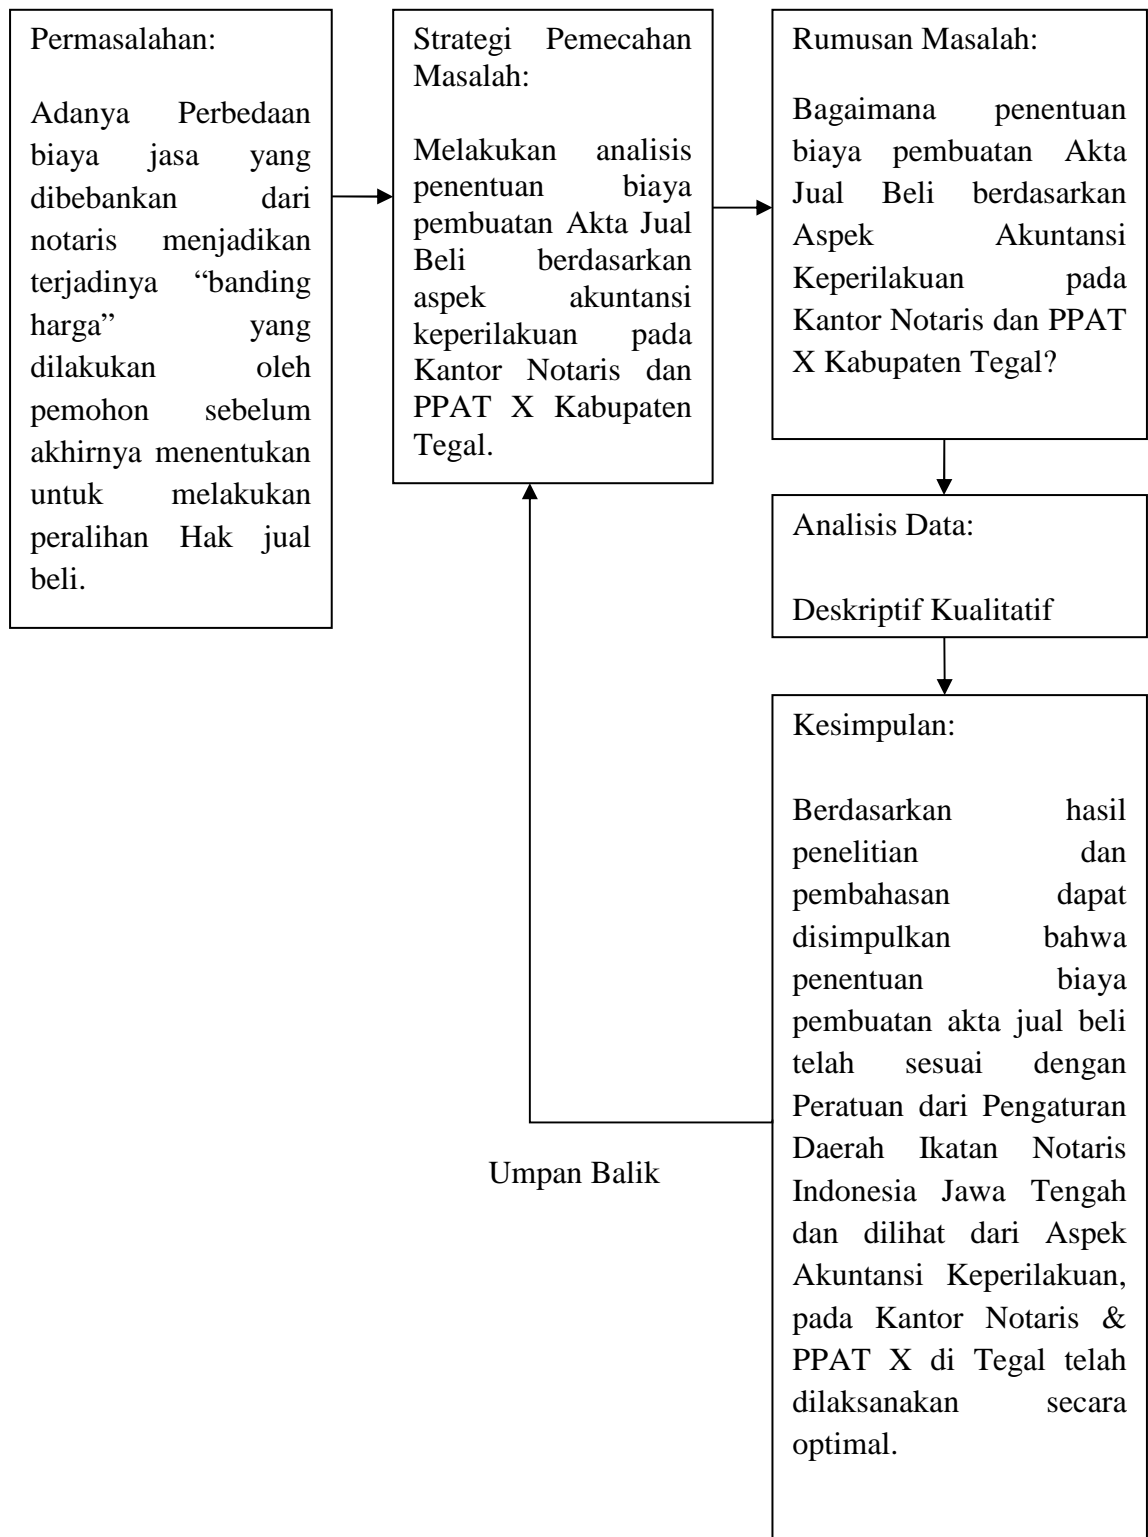 Permasalahan:
Adanya Perbedaan
biaya jasa yang
dibebankan dari
notaris menjadikan
terjadinya “banding
harga” yang
dilakukan oleh
pemohon sebelum
akhirnya menentukan
untuk melakukan
peralihan Hak jual
beli.
Strategi Pemecahan
Masalah:
Melakukan analisis
penentuan biaya
pembuatan Akta Jual
Beli berdasarkan
aspek akuntansi
keperilakuan pada
Kantor Notaris dan
PPAT X Kabupaten
Tegal.
Rumusan Masalah:
Bagaimana penentuan
biaya pembuatan Akta
Jual Beli berdasarkan
Aspek Akuntansi
Keperilakuan pada
Kantor Notaris dan PPAT
X Kabupaten Tegal?
Analisis Data:
Deskriptif Kualitatif
Kesimpulan:
Berdasarkan hasil
penelitian dan
pembahasan dapat
disimpulkan bahwa
penentuan biaya
pembuatan akta jual beli
telah sesuai dengan
Peratuan dari Pengaturan
Daerah Ikatan Notaris
Indonesia Jawa Tengah
dan dilihat dari Aspek
Akuntansi Keperilakuan,
pada Kantor Notaris &
PPAT X di Tegal telah
dilaksanakan secara
optimal.
Umpan Balik